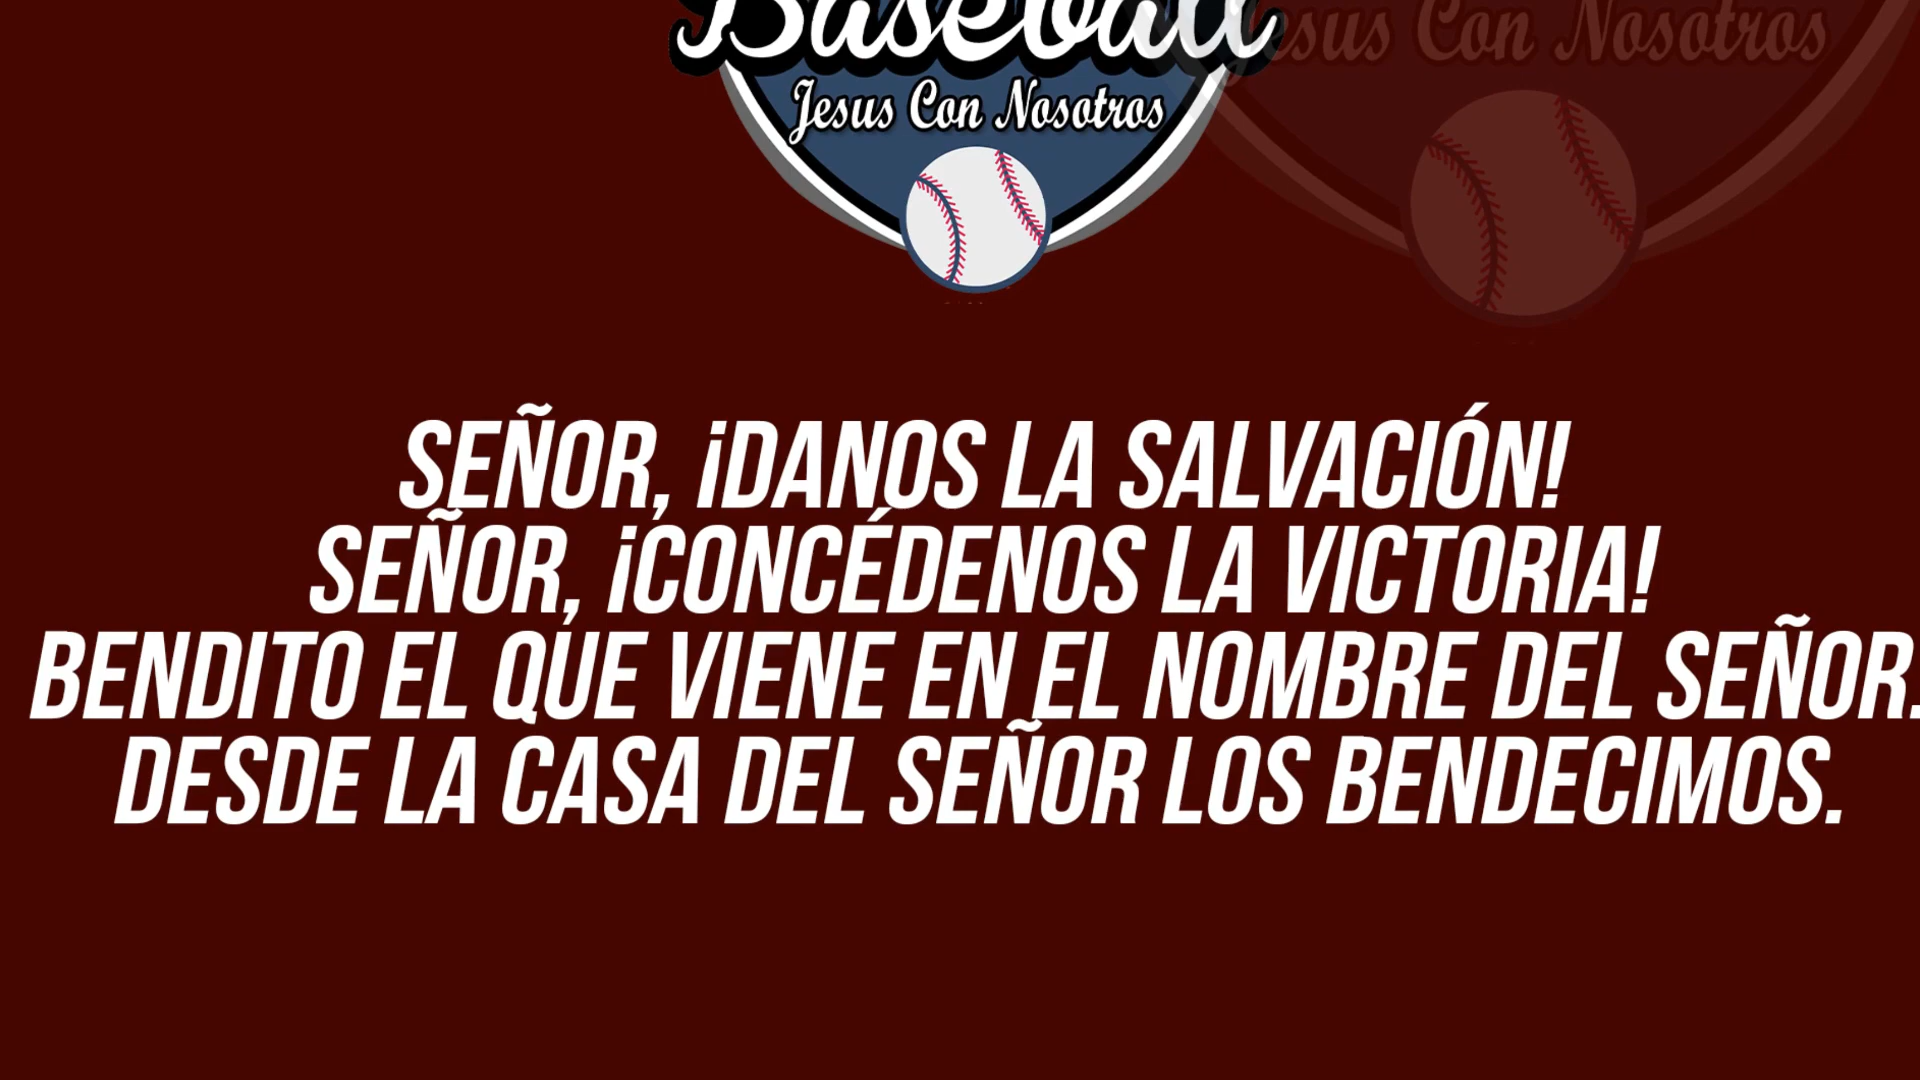 Baseball
Jesus Con Nosotros
Jesus Con Nosotros
SEÑOR, ¡DANOS LA SALVACIÓN!
SEÑOR, ¡CONCÉDENOS LA VICTORIA!
BENDITO EL QUE VIENE EN EL NOMBRE DEL SEÑOR.
DESDE LA CASA DEL SEÑOR LOS BENDECIMOS.